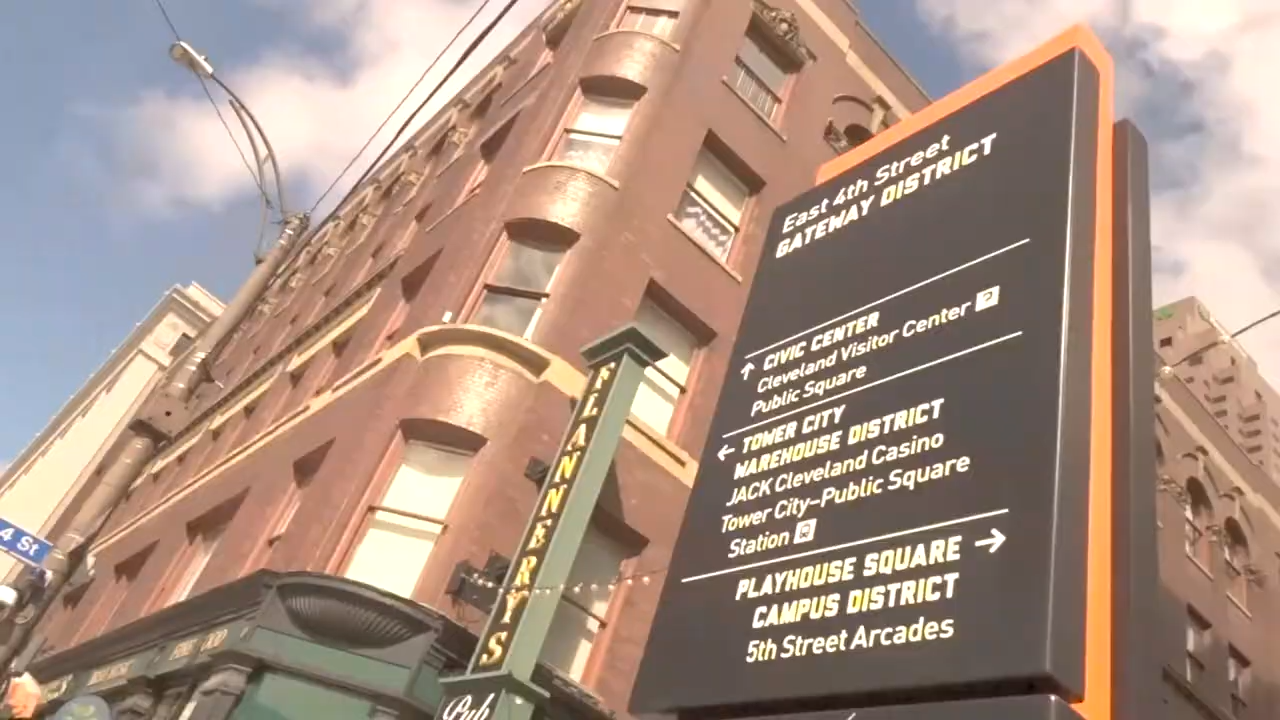 East 4th Street
GATEWAY DISTRICT
CIVIC CENTER
Cleveland Visitor Center ?
Public Square
TOWER CITY
WAREHOUSE DISTRICT
JACK Cleveland Casino
Tower City–Public Square
Station
PLAYHOUSE SQUARE
CAMPUS DISTRICT
5th Street Arcades
FLANNERY'S
Pub
4 St